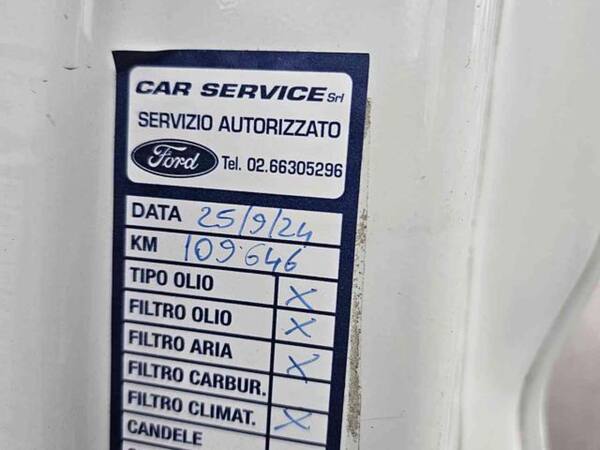 CAR SERVICE Srl
SERVIZIO AUTORIZZATO
Ford Tel. 02.66305296
DATA 25/9/24
KM 109.646
TIPO OLIO X
FILTRO OLIO X
FILTRO ARIA X
FILTRO CARBUR.
FILTRO CLIMAT. X
CANDELE